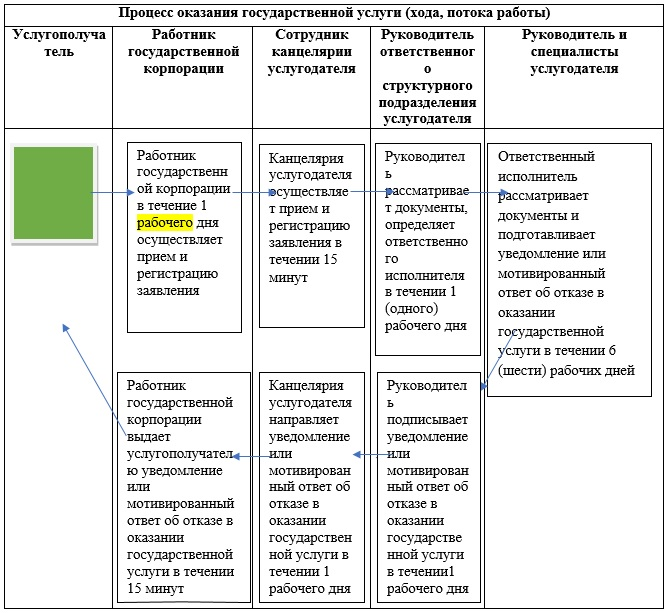 Процесс оказания государственной услуги (хода, потока работы)
Услугополуча
тель
Работник
государственной
корпорации
Сотрудник
канцелярии
услугодателя
Руководитель
ответственног
о
структурного
подразделения
услугодателя
Руководитель и
специалисты
услугодателя
Работник
государственн
ой корпорации
в течение 1
рабочего дня
осуществляет
прием и
регистрацию
заявления
Канцелярия
услугодателя
осуществляе
т прием и
регистрацию
заявления в
течении 15
минут
Руководител
ь
рассматривае
т документы,
определяет
ответственног
о
исполнителя
в течении 1
(одного)
рабочего дня
Ответственный
исполнитель
рассматривает
документы и
подготавливает
уведомление или
мотивированный
ответ об отказе в
оказании
государственной
услуги в течении 6
(шести) рабочих дней
Работник
государственной
корпорации
выдает
услугополучател
ю уведомление
или
мотивированный
ответ об отказе в
оказании
государственной
услуги в течении
15 минут
Канцелярия
услугодателя
направляет
уведомление
или
мотивирован
ный ответ об
отказе в
оказании
государствен
ной услуги в
течении 1
рабочего дня
Руководител
ь
подписывает
уведомление
или
мотивирован
ный ответ об
отказе в
оказании
государстве
нной услуги
в течении1
рабочего дня